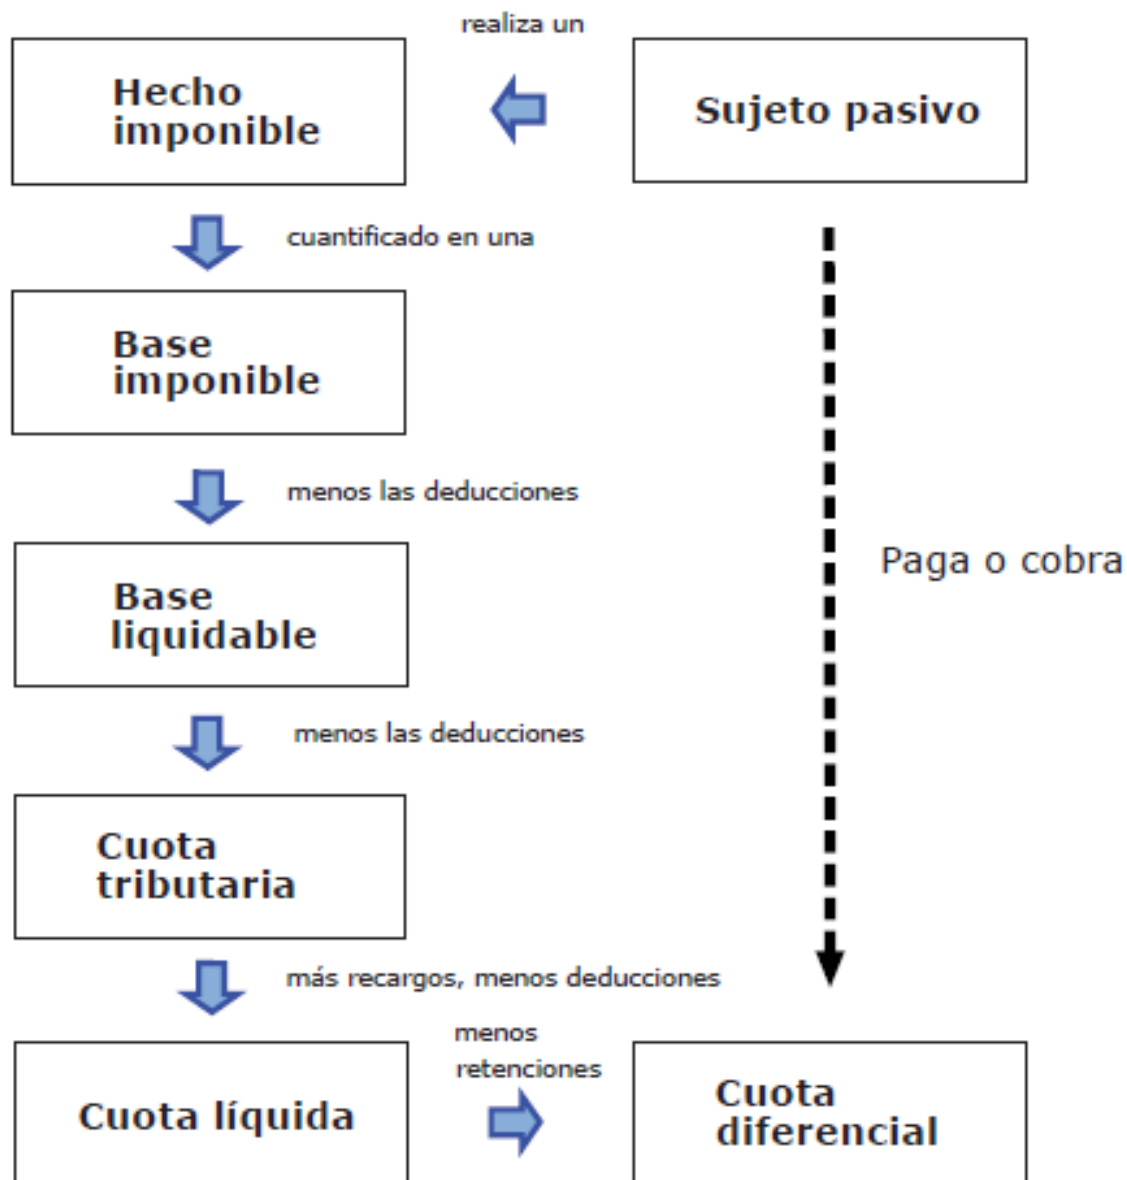 realiza un
Hecho
imponible
Sujeto pasivo
cuantificado en una
Base
imponible
menos las deducciones
Paga o cobra
Base
liquidable
menos las deducciones
Cuota
tributaria
más recargos, menos deducciones
menos
retenciones
Cuota líquida
Cuota
diferencial